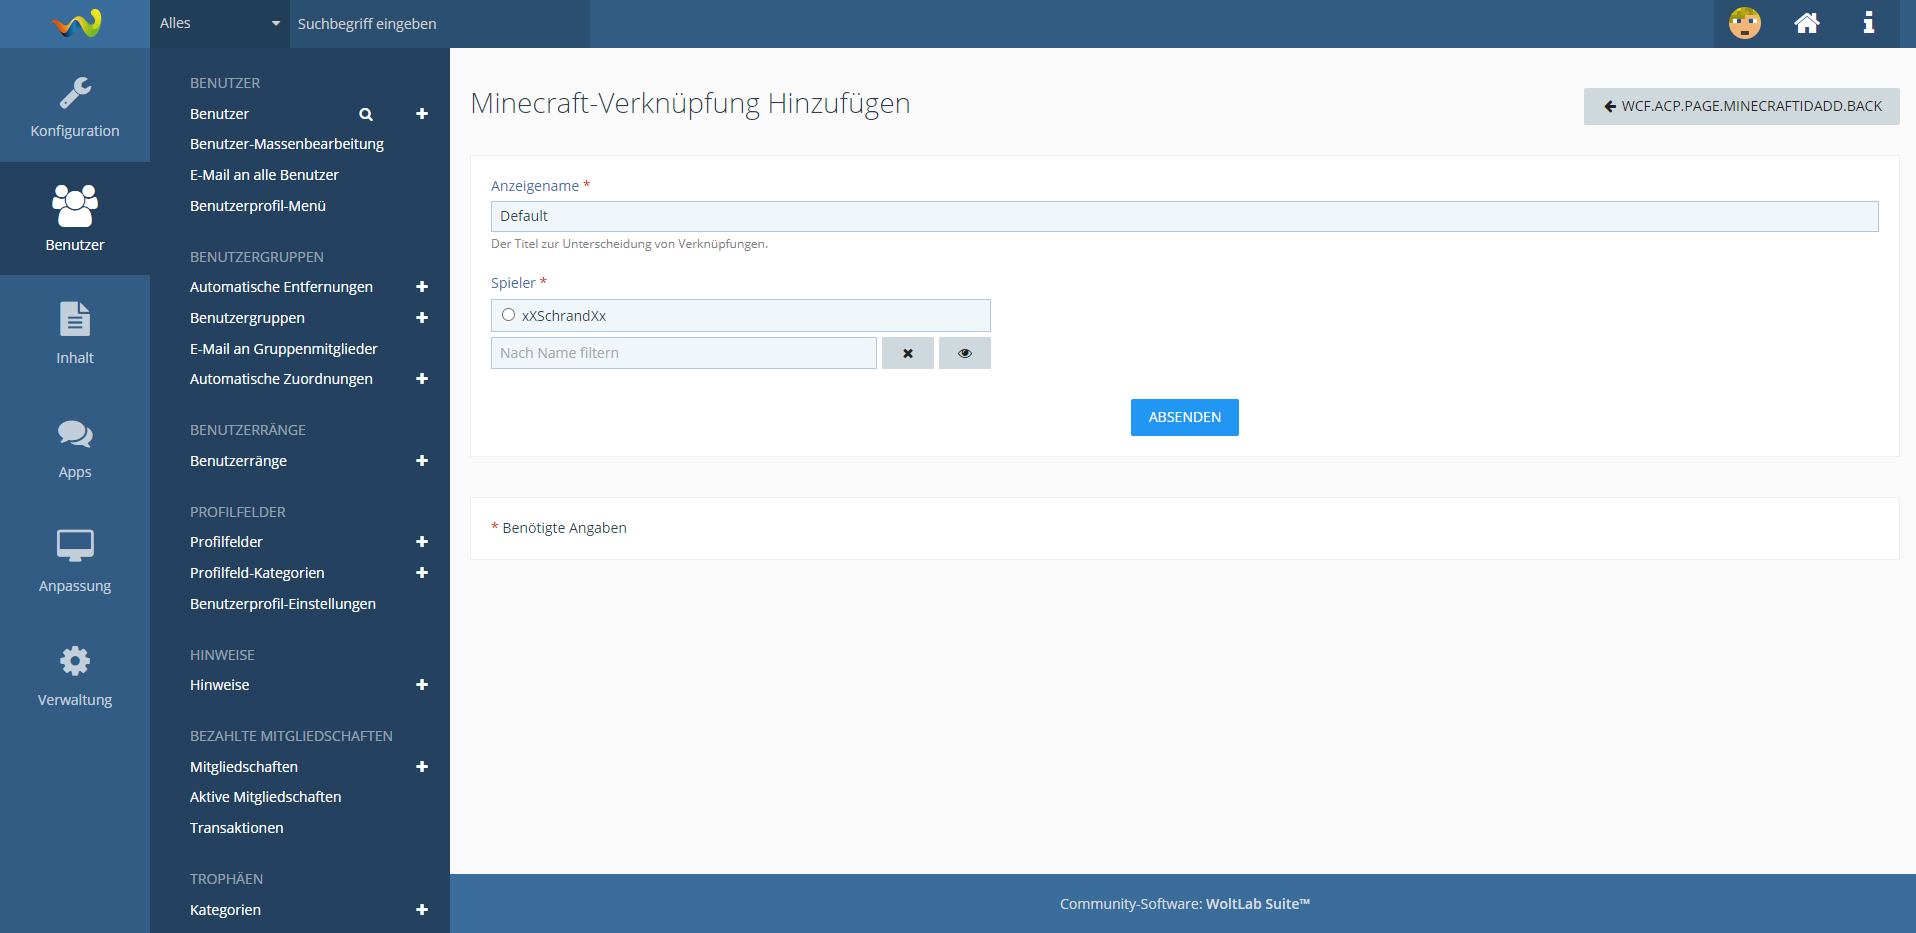 Alles
Suchbegriff eingeben
Konfiguration
Benutzer
Inhalt
Apps
Anpassung
Verwaltung
BENUTZER
Benutzer
Benutzer-Massenbearbeitung
E-Mail an alle Benutzer
Benutzerprofil-Menü
BENUTZERGRUPPEN
Automatische Entfernungen
Benutzergruppen
E-Mail an Gruppenmitglieder
Automatische Zuordnungen
BENUTZERRÄNGE
Benutzerränge
PROFILFELDER
Profilfelder
Profilfeld-Kategorien
Benutzerprofil-Einstellungen
HINWEISE
Hinweise
BEZAHLTE MITGLIEDSCHAFTEN
Mitgliedschaften
Aktive Mitgliedschaften
Transaktionen
TROPHÄEN
Kategorien
Minecraft-Verknüpfung Hinzufügen
WCF.ACP.PAGE.MINECRAFTIDADD.BACK
Anzeigename *
Default
Der Titel zur Unterscheidung von Verknüpfungen.
Spieler *
xXSchrandXx
Nach Name filtern
ABSENDEN
* Benötigte Angaben
Community-Software: WoltLab Suite™